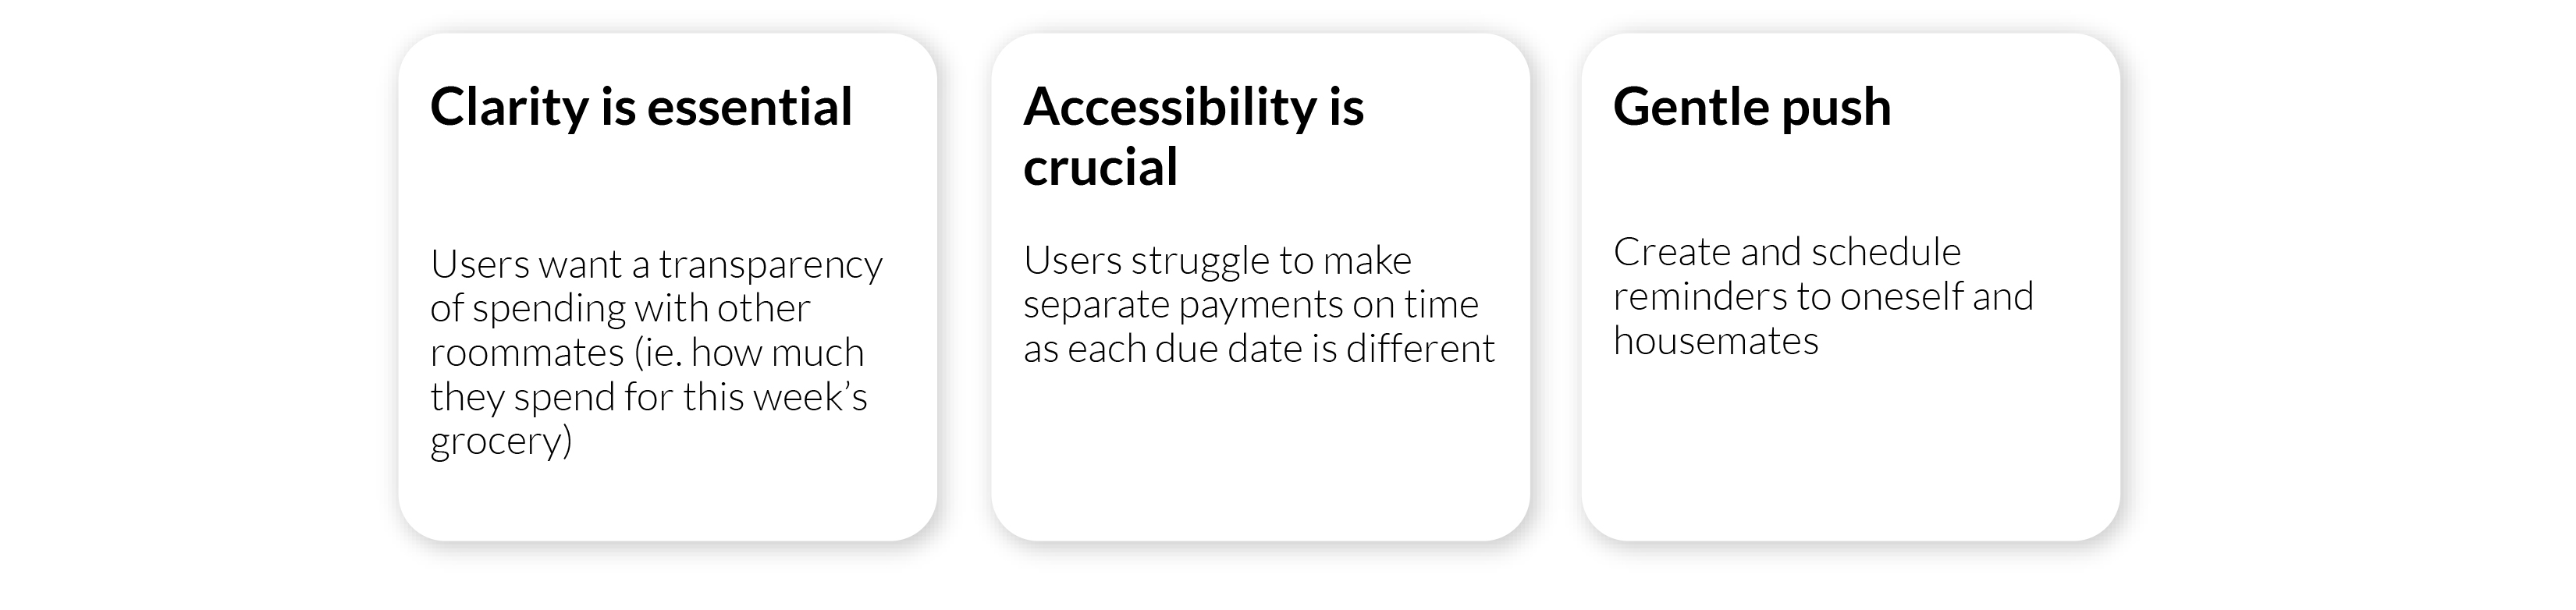 Clarity is essential
Users want a transparency
of spending with other
roommates (ie. how much
they spend for this week’s
grocery)
Accessibility is
crucial
Users struggle to make
separate payments on time
as each due date is different
Gentle push
Create and schedule
reminders to oneself and
housemates